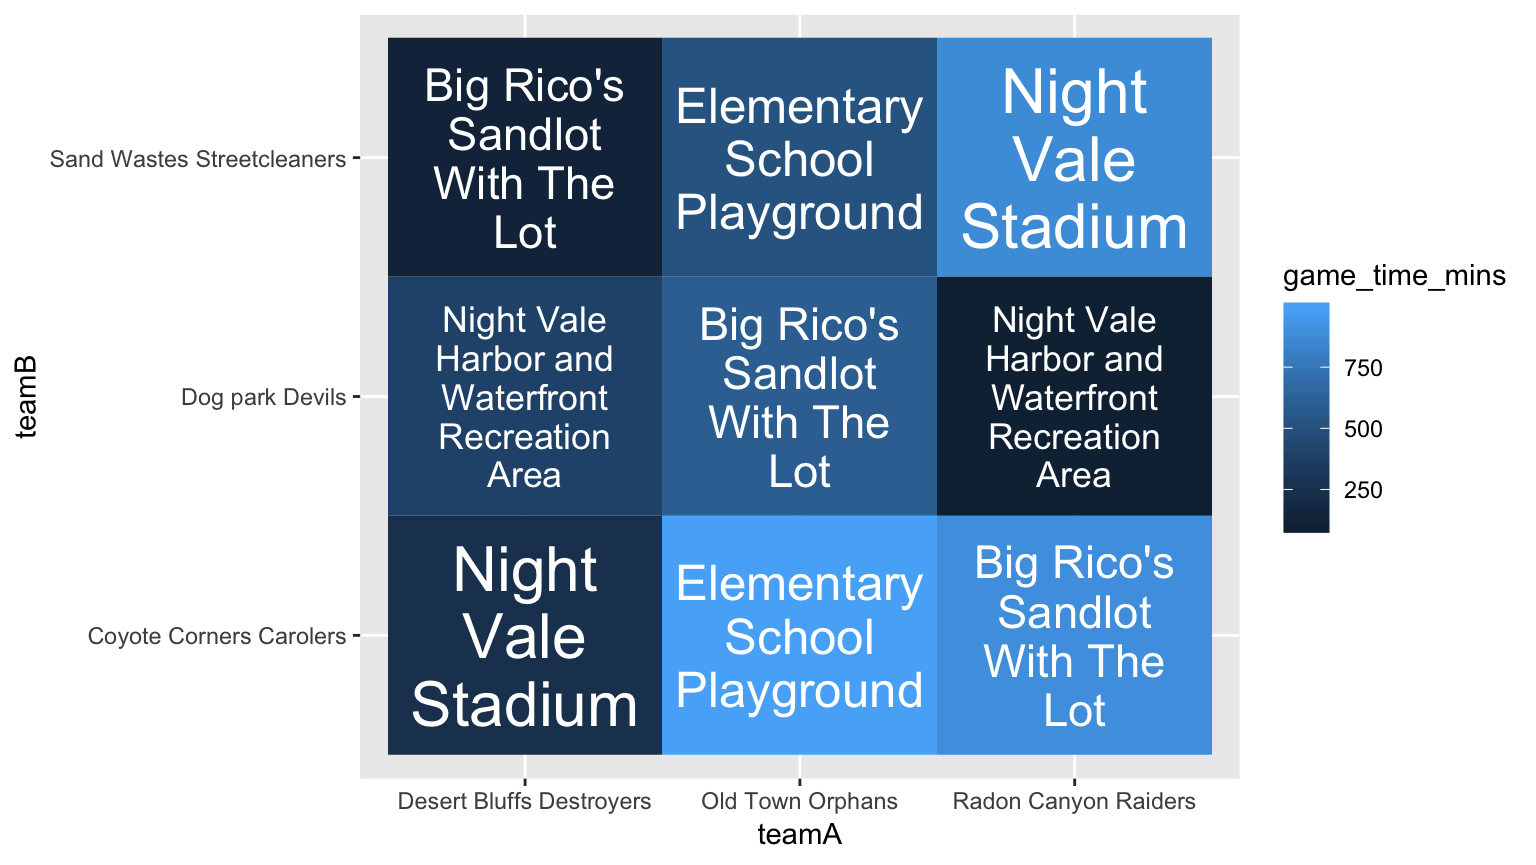 Big Rico's
Sandlot
With The
Lot
Elementary
School
Playground
Night
Vale
Stadium
Sand Wastes Streetcleaners
Night Vale
Harbor and
Waterfront
Recreation
Area
Big Rico's
Sandlot
With The
Lot
Night Vale
Harbor and
Waterfront
Recreation
Area
Dog park Devils
Night
Vale
Stadium
Elementary
School
Playground
Big Rico's
Sandlot
With The
Lot
Coyote Corners Carolers
teamB
Desert Bluffs Destroyers
Old Town Orphans
Radon Canyon Raiders
teamA
game_time_mins
750
500
250